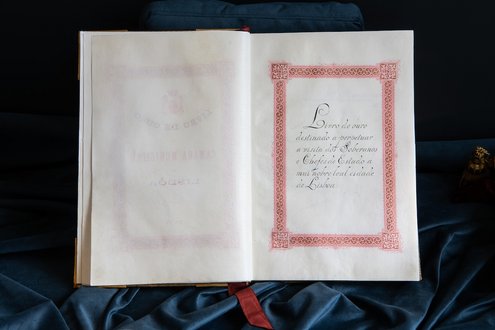 Livro de ouro
destinado a perpetuar
a visita dos Soberanos
e Chefes de Estado a
mui nobre leal cidade
de Lisboa